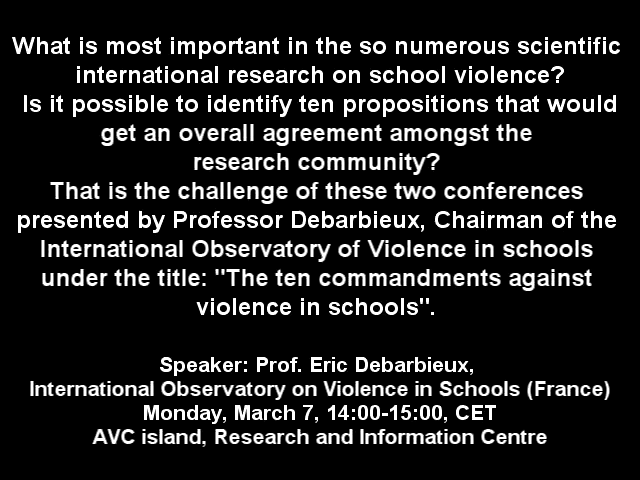 What is most important in the so numerous scientific
international research on school violence?
Is it possible to identify ten propositions that would
get an overall agreement amongst the
research community?
That is the challenge of these two conferences
presented by Professor Debarbieux, Chairman of the
International Observatory of Violence in schools
under the title: "The ten commandments against
violence in schools".
Speaker: Prof. Eric Debarbieux,
International Observatory on Violence in Schools (France)
Monday, March 7, 14:00-15:00, CET
AVC island, Research and Information Centre